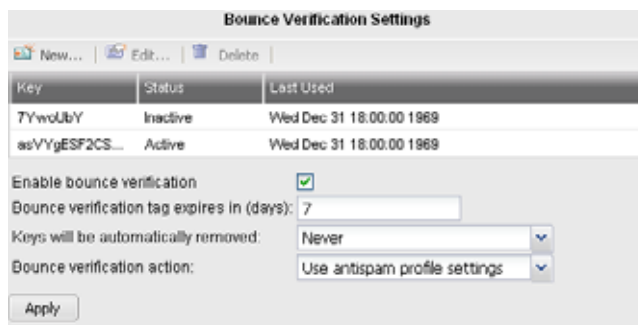 Bounce Verification Settings
New... | Edit... | Delete |
Key Status Last Used
7YwoUbY Inactive Wed Dec 31 18:00:00 1969
asVYgESF2CS... Active Wed Dec 31 18:00:00 1969
Enable bounce verification
Bounce verification tag expires in (days): 7
Keys will be automatically removed: Never
Bounce verification action: Use antispam profile settings
Apply